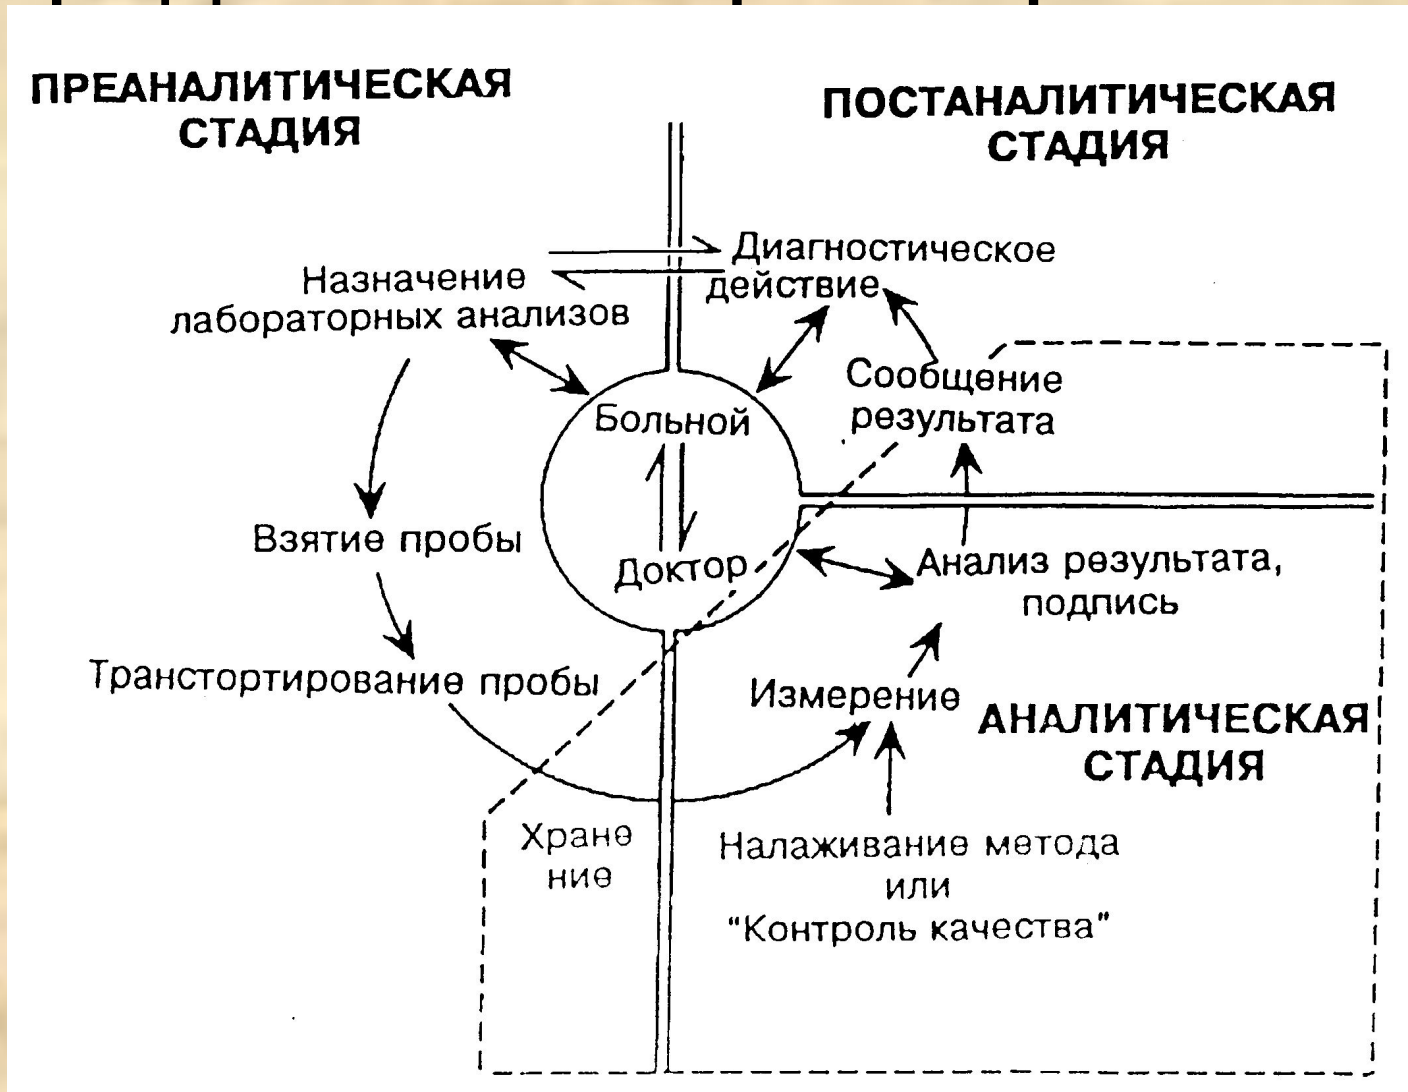 ПРЕАНАЛИТИЧЕСКАЯ
СТАДИЯ
ПОСТАНАЛИТИЧЕСКАЯ
СТАДИЯ
Назначение
лабораторных анализов
Диагностическое
действие
Сообщение
результата
Больной
Доктор
Взятие пробы
Транстортирование пробы
Анализ результата,
подпись
Измерение
АНАЛИТИЧЕСКАЯ
СТАДИЯ
Хране
ние
Налаживание метода
или
"Контроль качества"